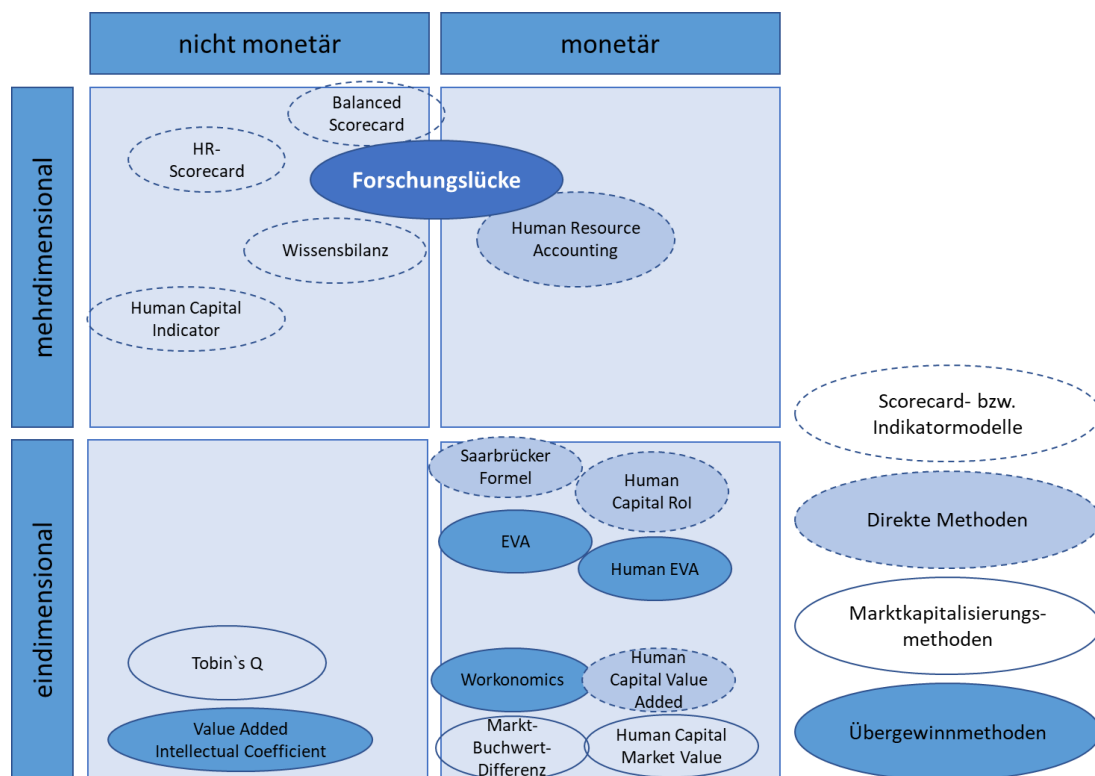 nicht monetär
monetär
mehrdimensional
Balanced
Scorecard
HR-
Scorecard
Forschungslücke
Wissensbilanz
Human Resource
Accounting
Human Capital
Indicator
eindimensional
Saarbrücker
Formel
Human
Capital RoI
EVA
Human EVA
Tobin`s Q
Workonomics
Human
Capital Value
Added
Value Added
Intellectual Coefficient
Markt-
Buchwert-
Differenz
Human Capital
Market Value
Scorecard- bzw.
Indikatormodelle
Direkte Methoden
Marktkapitalisierungs-
methoden
Übergewinnmethoden